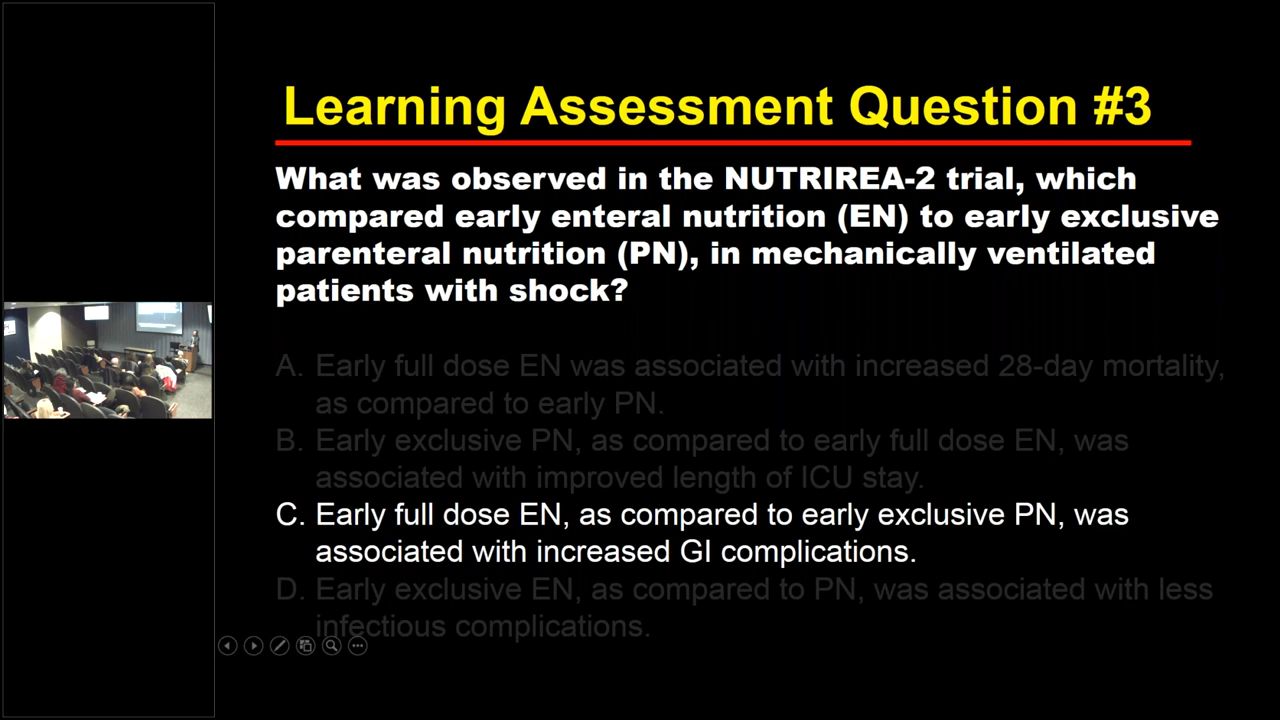 Learning Assessment Question #3
What was observed in the NUTRIREA-2 trial, which
compared early enteral nutrition (EN) to early exclusive
parenteral nutrition (PN), in mechanically ventilated
patients with shock?
A. Early full dose EN was associated with increased 28-day mortality,
as compared to early PN.
B. Early exclusive PN, as compared to early full dose EN, was
associated with improved length of ICU stay.
C. Early full dose EN, as compared to early exclusive PN, was
associated with increased GI complications.
D. Early exclusive EN, as compared to PN, was associated with less
infectious complications.